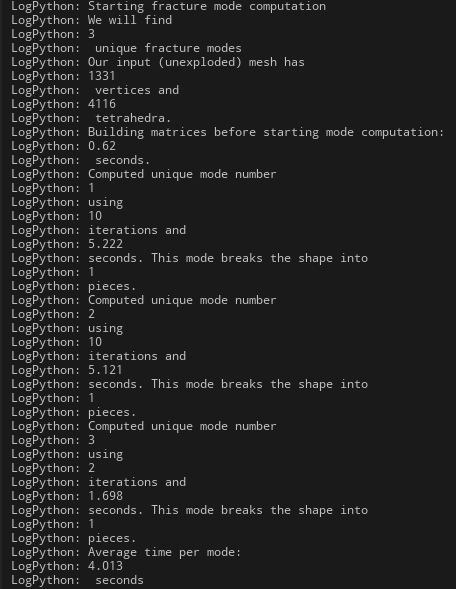 LogPython: Starting fracture mode computation
LogPython: We will find
LogPython: 3
LogPython:  unique fracture modes
LogPython: Our input (unexploded) mesh has
LogPython: 1331
LogPython:  vertices and
LogPython: 4116
LogPython:  tetrahedra.
LogPython: Building matrices before starting mode computation:
LogPython: 0.62
LogPython:  seconds.
LogPython: Computed unique mode number
LogPython: 1
LogPython: using
LogPython: 10
LogPython: iterations and
LogPython: 5.222
LogPython: seconds. This mode breaks the shape into
LogPython: 1
LogPython: pieces.
LogPython: Computed unique mode number
LogPython: 2
LogPython: using
LogPython: 10
LogPython: iterations and
LogPython: 5.121
LogPython: seconds. This mode breaks the shape into
LogPython: 1
LogPython: pieces.
LogPython: Computed unique mode number
LogPython: 3
LogPython: using
LogPython: 2
LogPython: iterations and
LogPython: 1.698
LogPython: seconds. This mode breaks the shape into
LogPython: 1
LogPython: pieces.
LogPython: Average time per mode:
LogPython: 4.013
LogPython:  seconds